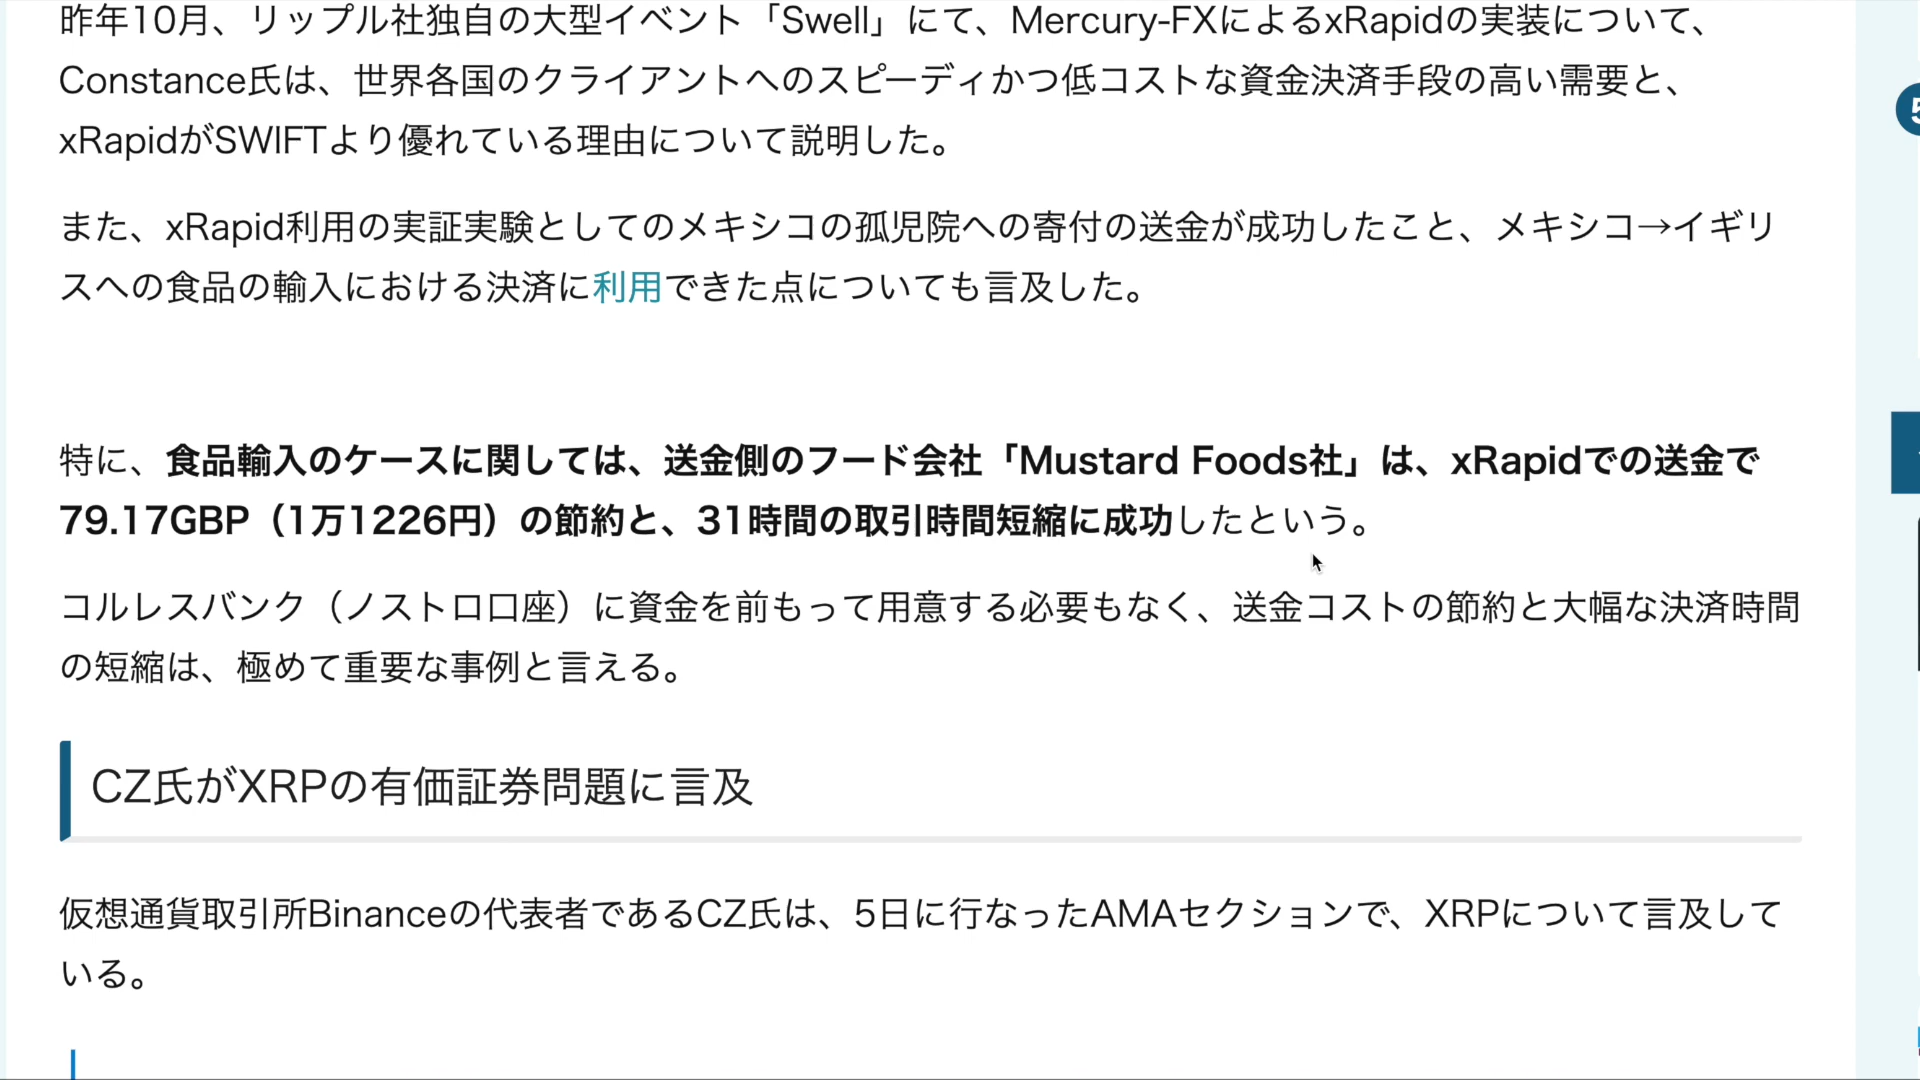 昨年10月、リップル社独自の大型イベント「Swell」にて、Mercury-FXによるxRapidの実装について、
Constance氏は、世界各国のクライアントへのスピーディかつ低コストな資金決済手段の高い需要と、
xRapidがSWIFTより優れている理由について説明した。
また、xRapid利用の実証実験としてのメキシコの孤児院への寄付の送金が成功したこと、メキシコ→イギリ
スへの食品の輸入における決済に利用できた点についても言及した。
特に、食品輸入のケースに関しては、送金側のフード会社「Mustard Foods社」は、xRapidでの送金で
79.17GBP（1万1226円）の節約と、31時間の取引時間短縮に成功したという。
コルレスバンク（ノストロ口座）に資金を前もって用意する必要もなく、送金コストの節約と大幅な決済時間
の短縮は、極めて重要な事例と言える。
CZ氏がXRPの有価証券問題に言及
仮想通貨取引所Binanceの代表者であるCZ氏は、5日に行なったAMAセクションで、XRPについて言及して
いる。